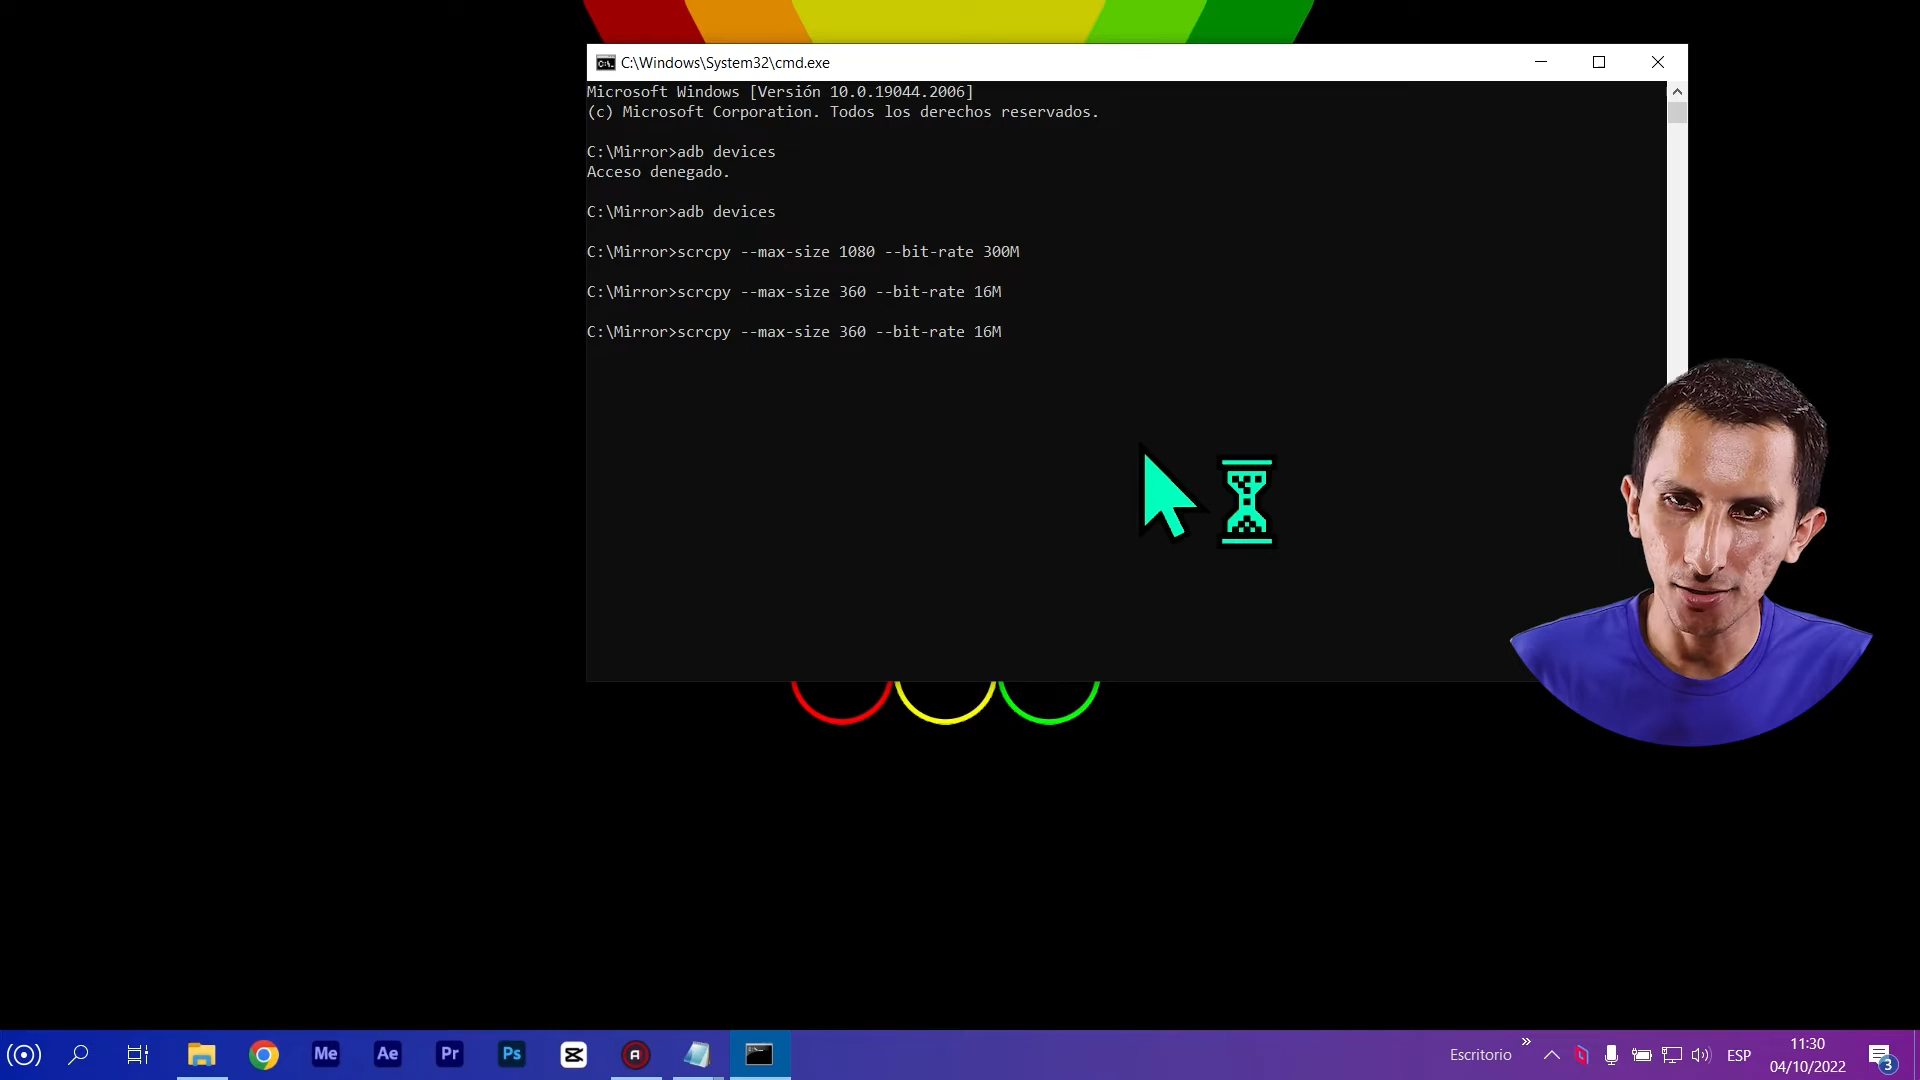 C:\Windows\System32\cmd.exe
Microsoft Windows [Versión 10.0.19044.2006]
(c) Microsoft Corporation. Todos los derechos reservados.
C:\Mirror>adb devices
Acceso denegado.
C:\Mirror>adb devices
C:\Mirror>scrcpy --max-size 1080 --bit-rate 300M
C:\Mirror>scrcpy --max-size 360 --bit-rate 16M
C:\Mirror>scrcpy --max-size 360 --bit-rate 16M
Me Ae Pr Ps A
Escritorio » ESP
11:30
04/10/2022
3